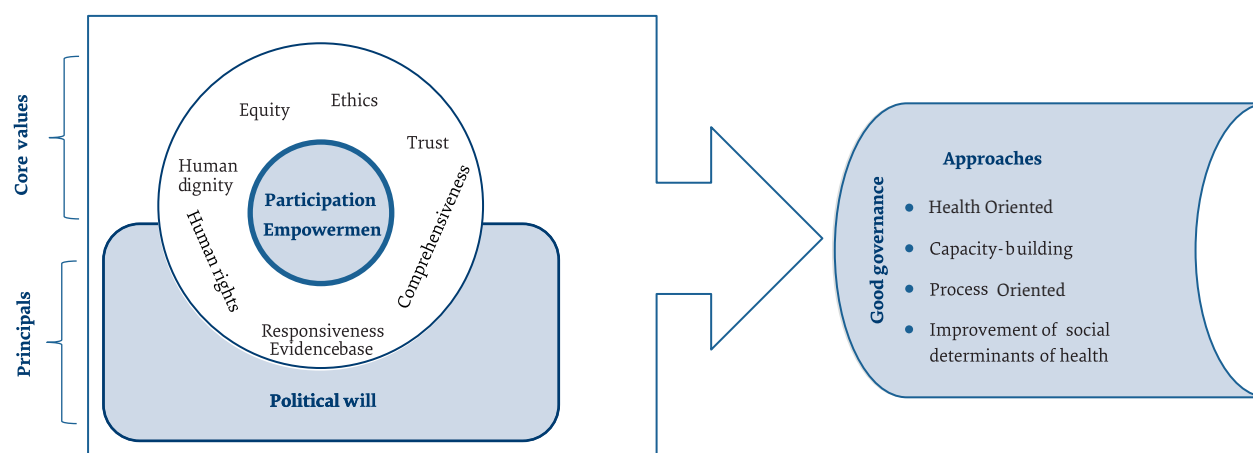 Core values
Principals
Equity
Ethics
Trust
Human
dignity
Participation
Empowermen
Human rights
Comprehensiveness
Responsiveness
Evidencebase
Political will
Good governance
Approaches
Health Oriented
Capacity-building
Process Oriented
Improvement of social
determinants of health